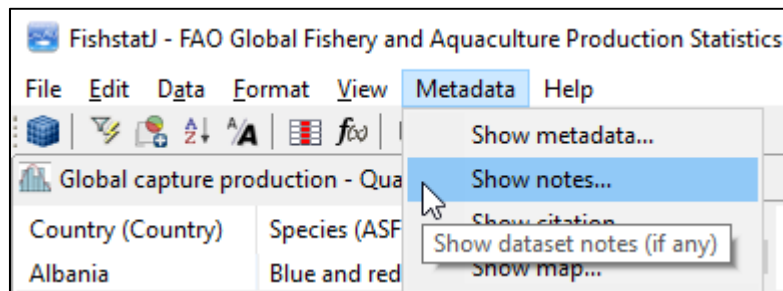 FishstatJ - FAO Global Fishery and Aquaculture Production Statistics
File Edit Data Format View Metadata Help
Show metadata...
Global capture production - Qua
Show notes...
Country (Country) Species (ASF
Show citation
Show dataset notes (if any)
Albania Blue and red
Show map...